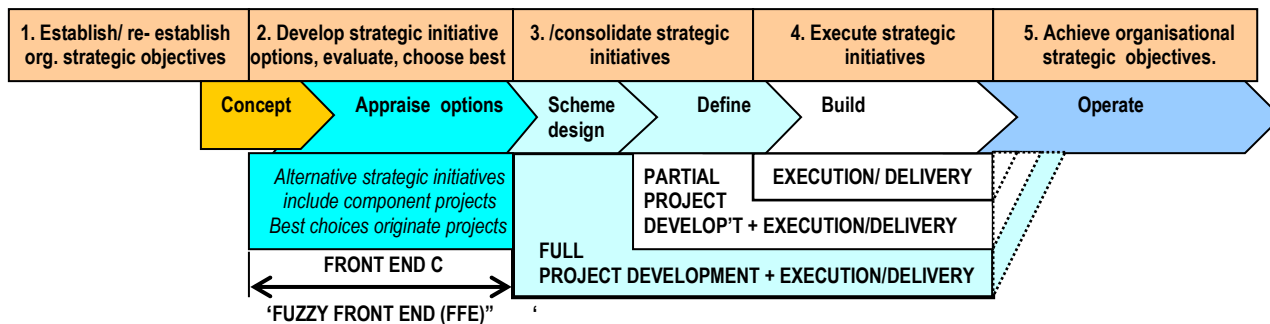 1. Establish/ re- establish
org. strategic objectives
2. Develop strategic initiative
options, evaluate, choose best
3. /consolidate strategic
initiatives
4. Execute strategic
initiatives
5. Achieve organisational
strategic objectives.
Concept
Appraise options
Scheme
design
Define
Build
Operate
Alternative strategic initiatives
include component projects
Best choices originate projects
PARTIAL
PROJECT
DEVELOP'T + EXECUTION/DELIVERY
EXECUTION/ DELIVERY
FULL
PROJECT DEVELOPMENT + EXECUTION/DELIVERY
FRONT END C
‘FUZZY FRONT END (FFE)” ‘